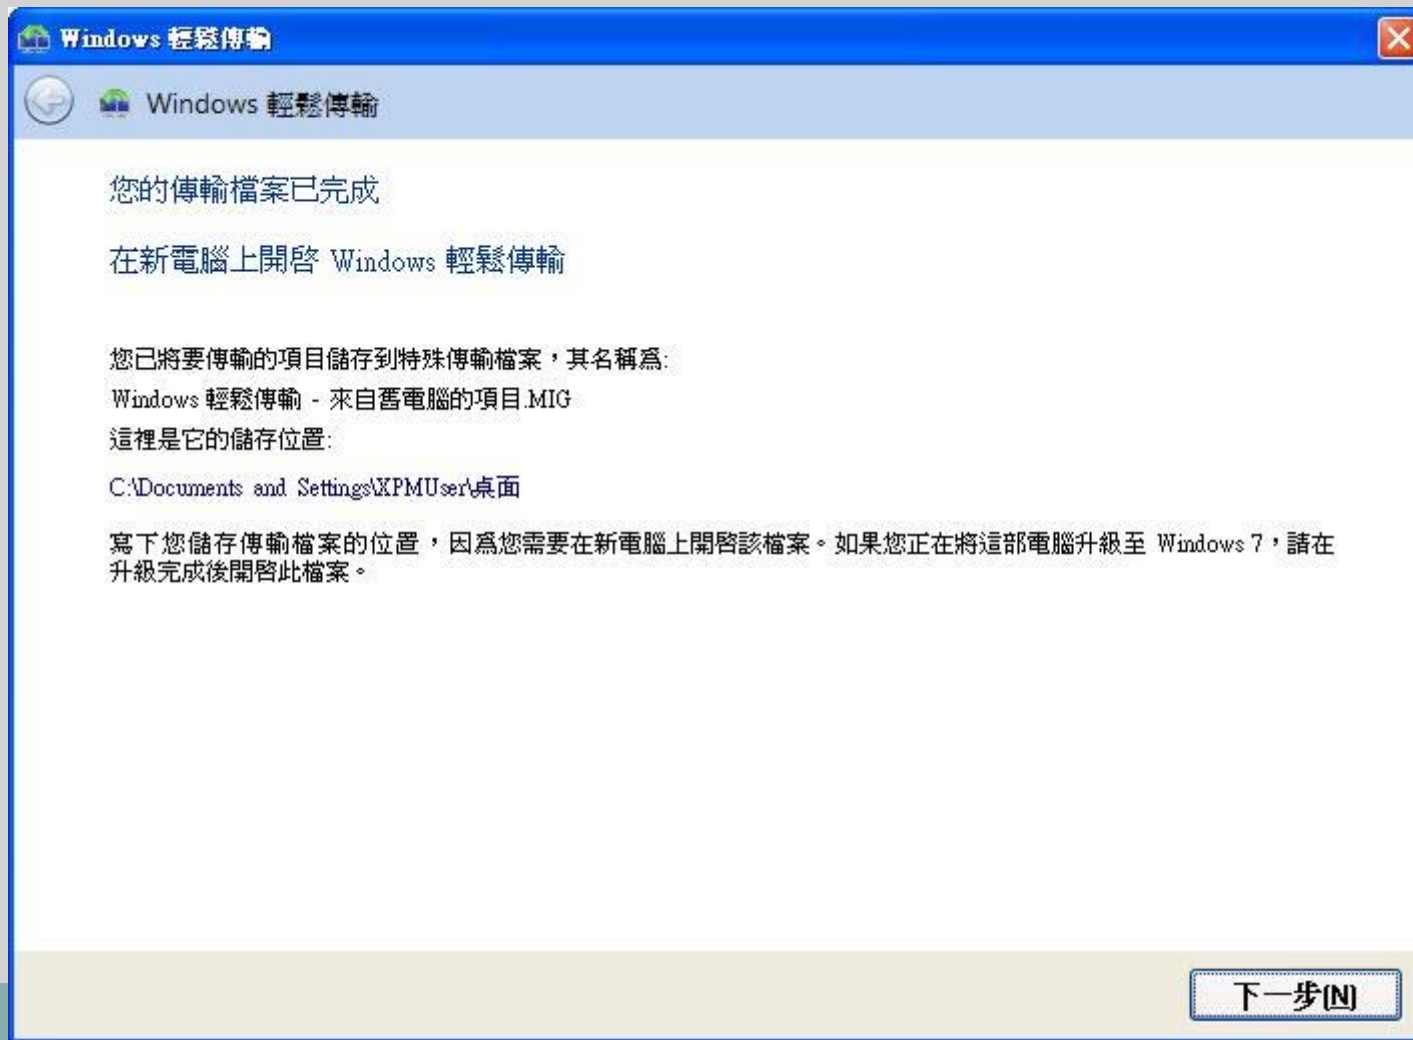 Windows 輕鬆傳輸
Windows 輕鬆傳輸
您的傳輸檔案已完成
在新電腦上開啓 Windows 輕鬆傳輸
您已將要傳輸的項目儲存到特殊傳輸檔案，其名稱爲:
Windows 輕鬆傳輸 - 來自舊電腦的項目.MIG
這裡是它的儲存位置:
C:\Documents and Settings\XPMUser\桌面
寫下您儲存傳輸檔案的位置，因爲您需要在新電腦上開啓該檔案。如果您正在將這部電腦升級至 Windows 7，請在
升級完成後開啓此檔案。
下一步(N)